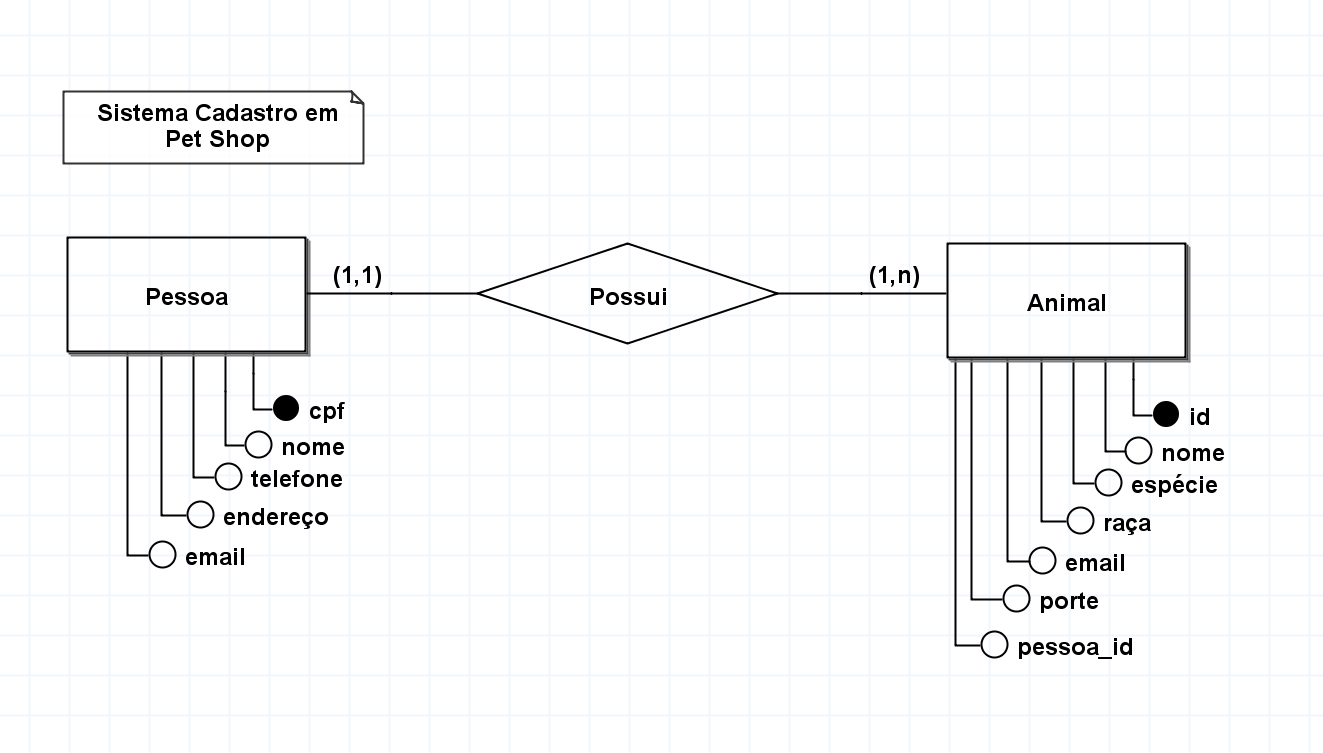 Sistema Cadastro em
Pet Shop
Pessoa
(1,1)
Possui
(1,n)
Animal
cpf
nome
telefone
endereço
email
id
nome
espécie
raça
email
porte
pessoa_id